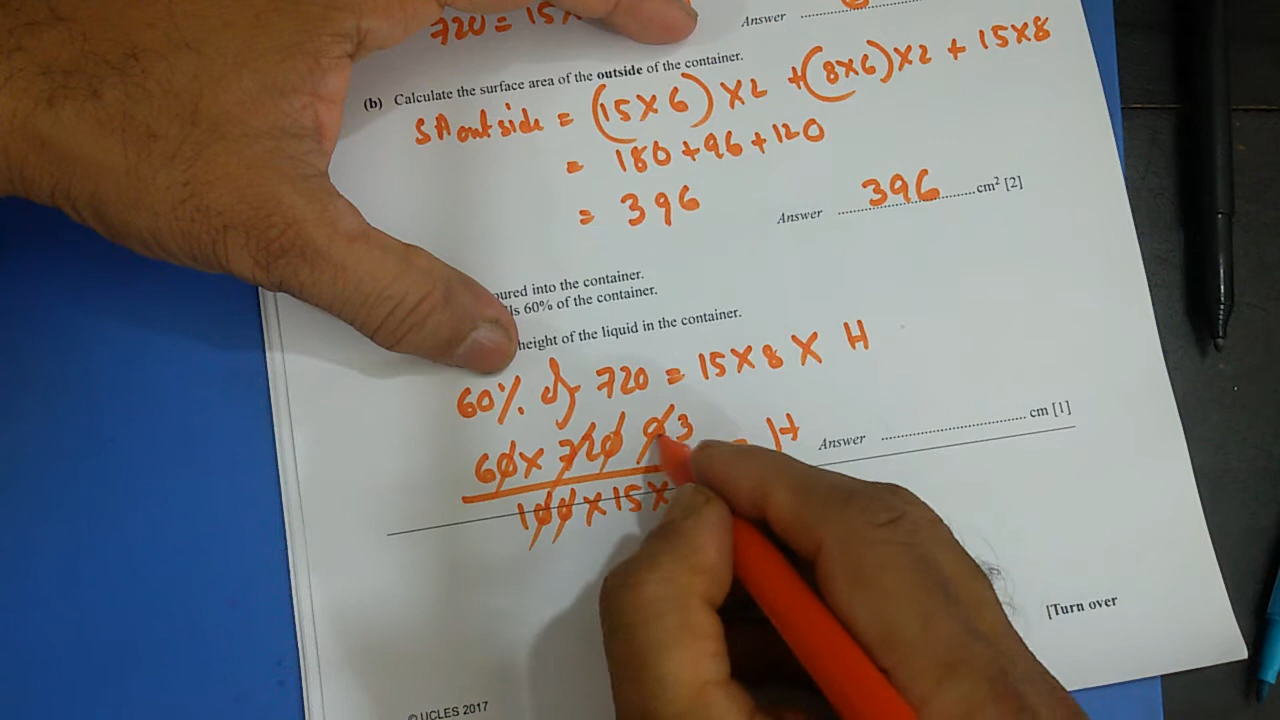 720 = 15 X
Answer
(b) Calculate the surface area of the outside of the container.
SA outside = (15 X 6) X 2 + (8 X 6) X 2 + 15 X 8
= 180 + 96 + 120
= 396
Answer 396 cm² [2]
oured into the container.
ls 60% of the container.
height of the liquid in the container.
60% of 720 = 15 X 8 X H
60 X 720 9 3 = H
100 X 15 X
Answer cm [1]
[Turn over
© UCLES 2017